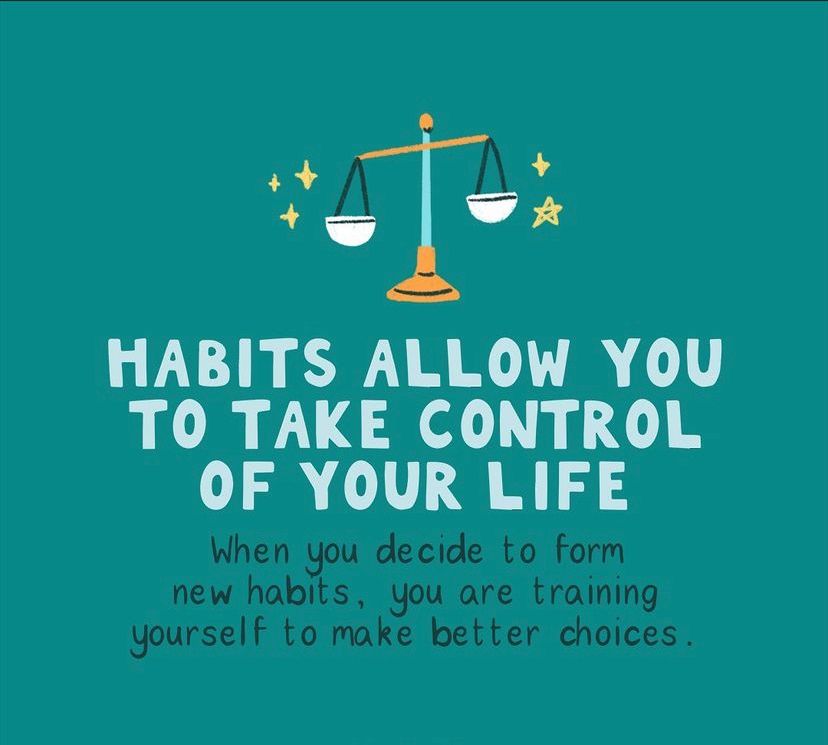 HABITS ALLOW YOU
TO TAKE CONTROL
OF YOUR LIFE
When you decide to form
new habits, you are training
yourself to make better choices.